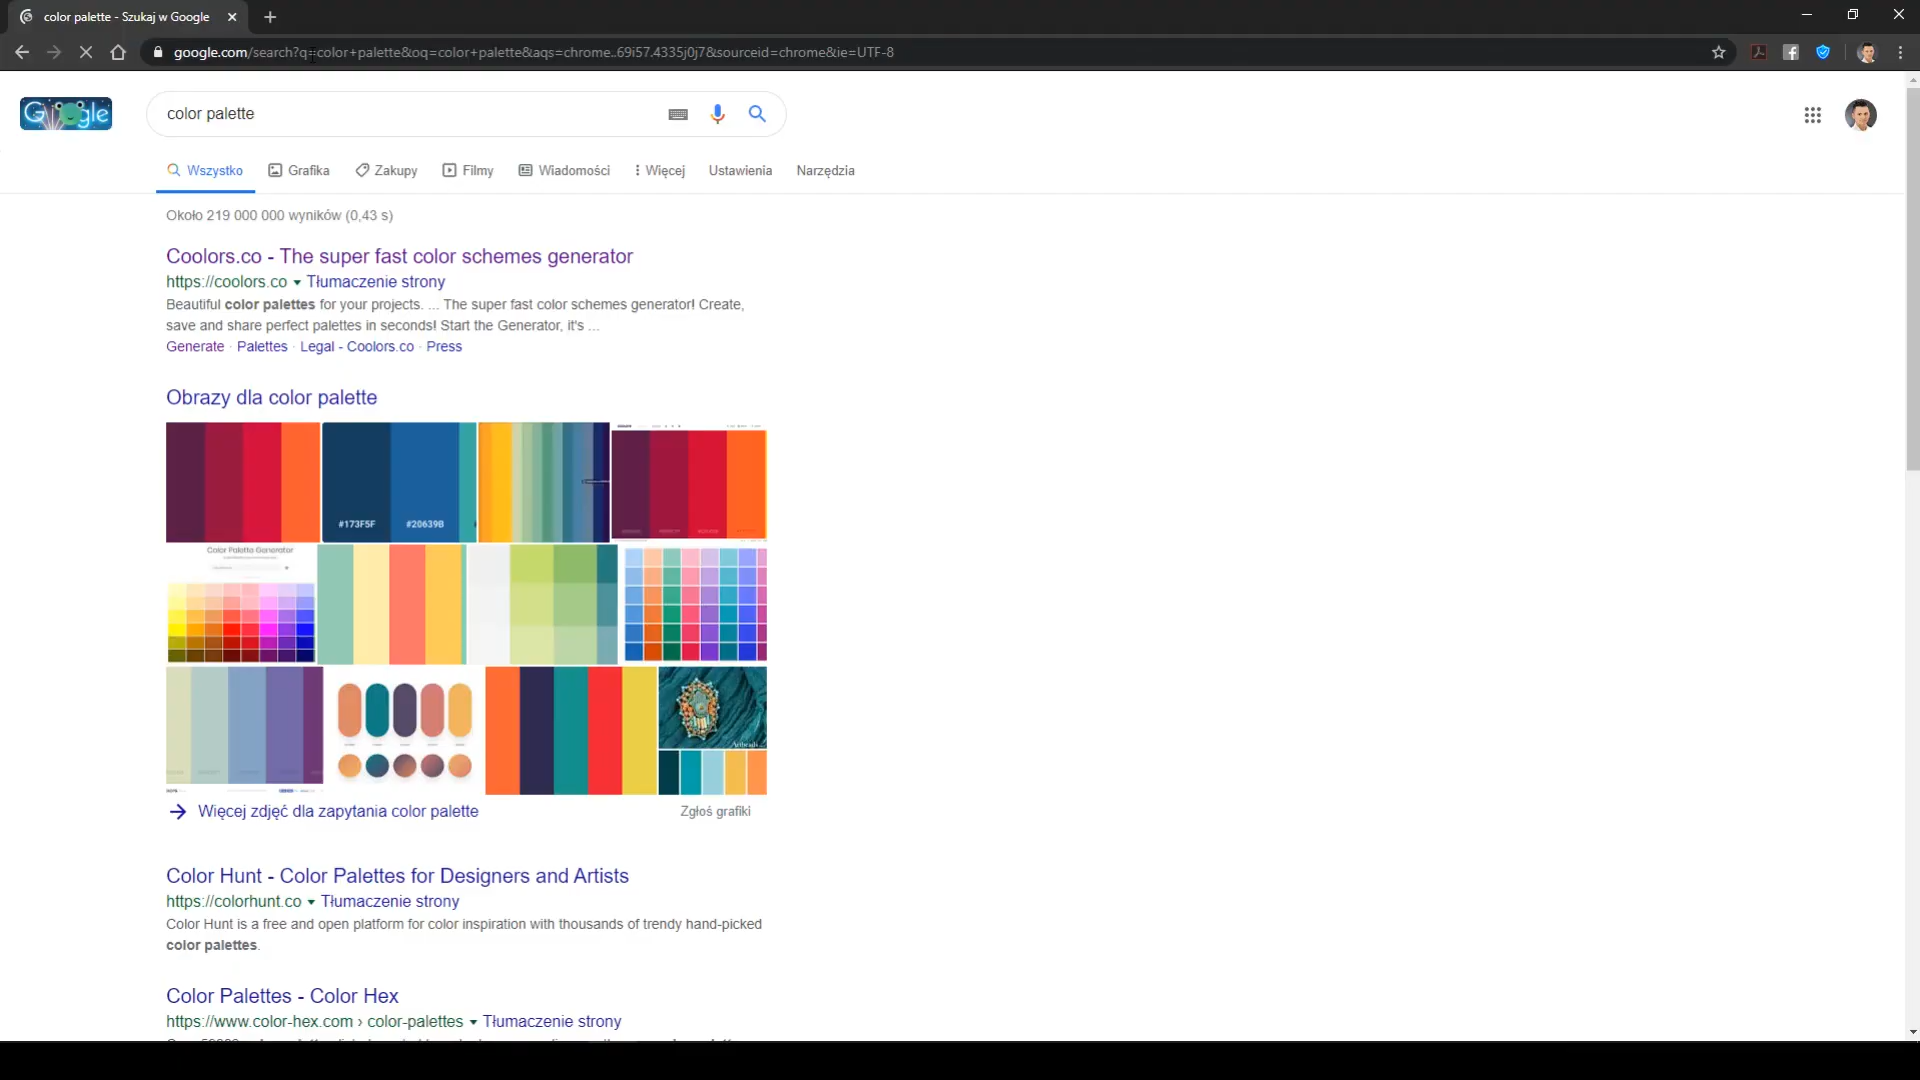 color palette - Szukaj w Google
google.com/search?q=color+palette&oq=color+palette&aqs=chrome..69i57.4335j0j7&sourceid=chrome&ie=UTF-8
Google
color palette
Wszystko Grafika Zakupy Filmy Wiadomości Więcej Ustawienia Narzędzia
Około 219 000 000 wyników (0,43 s)
Coolors.co - The super fast color schemes generator
https://coolors.co Tłumaczenie strony
Beautiful color palettes for your projects. ... The super fast color schemes generator! Create,
save and share perfect palettes in seconds! Start the Generator, it's ...
Generate · Palettes · Legal - Coolors.co · Press
Obrazy dla color palette
#173F5F #20639B
Color Palette Generator
Więcej zdjęć dla zapytania color palette
Zgłoś grafiki
Color Hunt - Color Palettes for Designers and Artists
https://colorhunt.co Tłumaczenie strony
Color Hunt is a free and open platform for color inspiration with thousands of trendy hand-picked
color palettes.
Color Palettes - Color Hex
https://www.color-hex.com › color-palettes Tłumaczenie strony